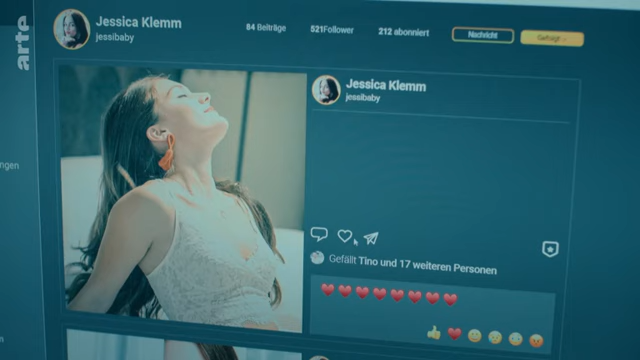 arte
Jessica Klemm
jessibaby
84 Beiträge
521Follower
212 abonniert
Nachricht
Gefolgt
ngen
Jessica Klemm
jessibaby
Gefällt Tino und 17 weiteren Personen
n